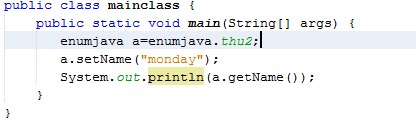 public class mainclass {
public static void main(String[] args) {
enumjava a=enumjava.thu2;
a.setName("monday");
System.out.println(a.getName());
}
}